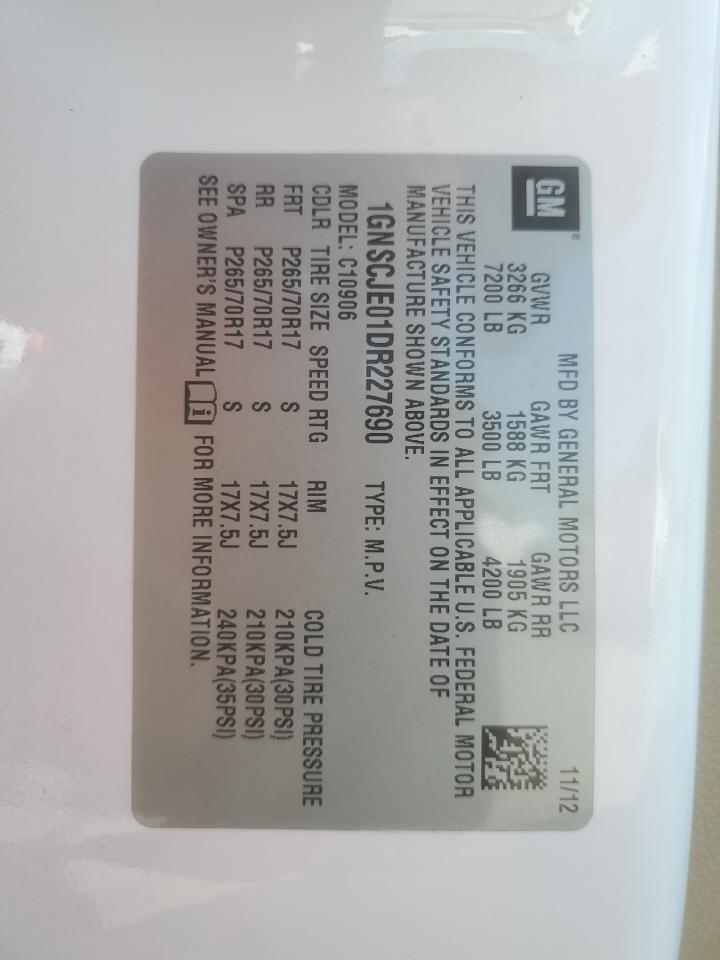 MFD BY GENERAL MOTORS LLC 11/12
GM®
GVWR GAWR FRT GAWR RR
3266 KG 1588 KG 1905 KG
7200 LB 3500 LB 4200 LB
THIS VEHICLE CONFORMS TO ALL APPLICABLE U.S. FEDERAL MOTOR
VEHICLE SAFETY STANDARDS IN EFFECT ON THE DATE OF
MANUFACTURE SHOWN ABOVE.
1GNSCJE01DR227690 TYPE: M.P.V.
MODEL: C10906
CDLR TIRE SIZE SPEED RTG RIM COLD TIRE PRESSURE
FRT P265/70R17 S 17X7.5J 210KPA(30PSI)
RR P265/70R17 S 17X7.5J 210KPA(30PSI)
SPA P265/70R17 S 17X7.5J 240KPA(35PSI)
SEE OWNER'S MANUAL i FOR MORE INFORMATION.